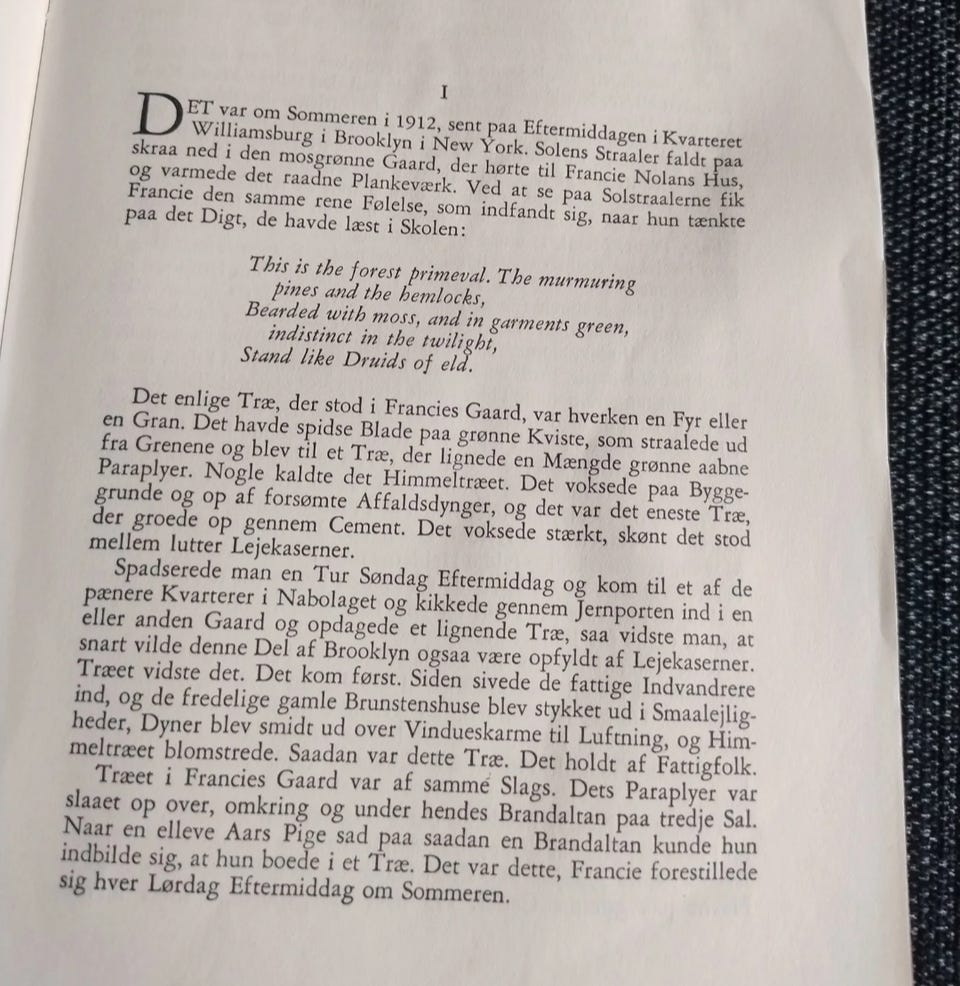 I
DET var om Sommeren i 1912, sent paa Eftermiddagen i Kvarteret
Williamsburg i Brooklyn i New York. Solens Straaler faldt paa
skraa ned i den mosgrønne Gaard, der hørte til Francie Nolans Hus,
og varmede det raadne Plankeværk. Ved at se paa Solstraalerne fik
Francie den samme rene Følelse, som indfandt sig, naar hun tænkte
paa det Digt, de havde læst i Skolen:
This is the forest primeval. The murmuring
pines and the hemlocks,
Bearded with moss, and in garments green,
indistinct in the twilight,
Stand like Druids of eld.
Det enlige Træ, der stod i Francies Gaard, var hverken en Fyr eller
en Gran. Det havde spidse Blade paa grønne Kviste, som straalede ud
fra Grenene og blev til et Træ, der lignede en Mængde grønne aabne
Paraplyer. Nogle kaldte det Himmeltræet. Det voksede paa Bygge-
grunde og op af forsømte Affaldsdynger, og det var det eneste Træ,
der groede op gennem Cement. Det voksede stærkt, skønt det stod
mellem lutter Lejekaserner.
Spadserede man en Tur Søndag Eftermiddag og kom til et af de
pænere Kvarterer i Nabolaget og kikkede gennem Jernporten ind i en
eller anden Gaard og opdagede et lignende Træ, saa vidste man, at
snart vilde denne Del af Brooklyn ogsaa være opfyldt af Lejekaserner.
Træet vidste det. Det kom først. Siden sivede de fattige Indvandrere
ind, og de fredelige gamle Brunstenshuse blev stykket ud i Smaalejlig-
heder, Dyner blev smidt ud over Vindueskarme til Luftning, og Him-
meltræet blomstrede. Saadan var dette Træ. Det holdt af Fattigfolk.
Træet i Francies Gaard var af samme Slags. Dets Paraplyer var
slaaet op over, omkring og under hendes Brandaltan paa tredje Sal.
Naar en elleve Aars Pige sad paa saadan en Brandaltan kunde hun
indbilde sig, at hun boede i et Træ. Det var dette, Francie forestillede
sig hver Lørdag Eftermiddag om Sommeren.